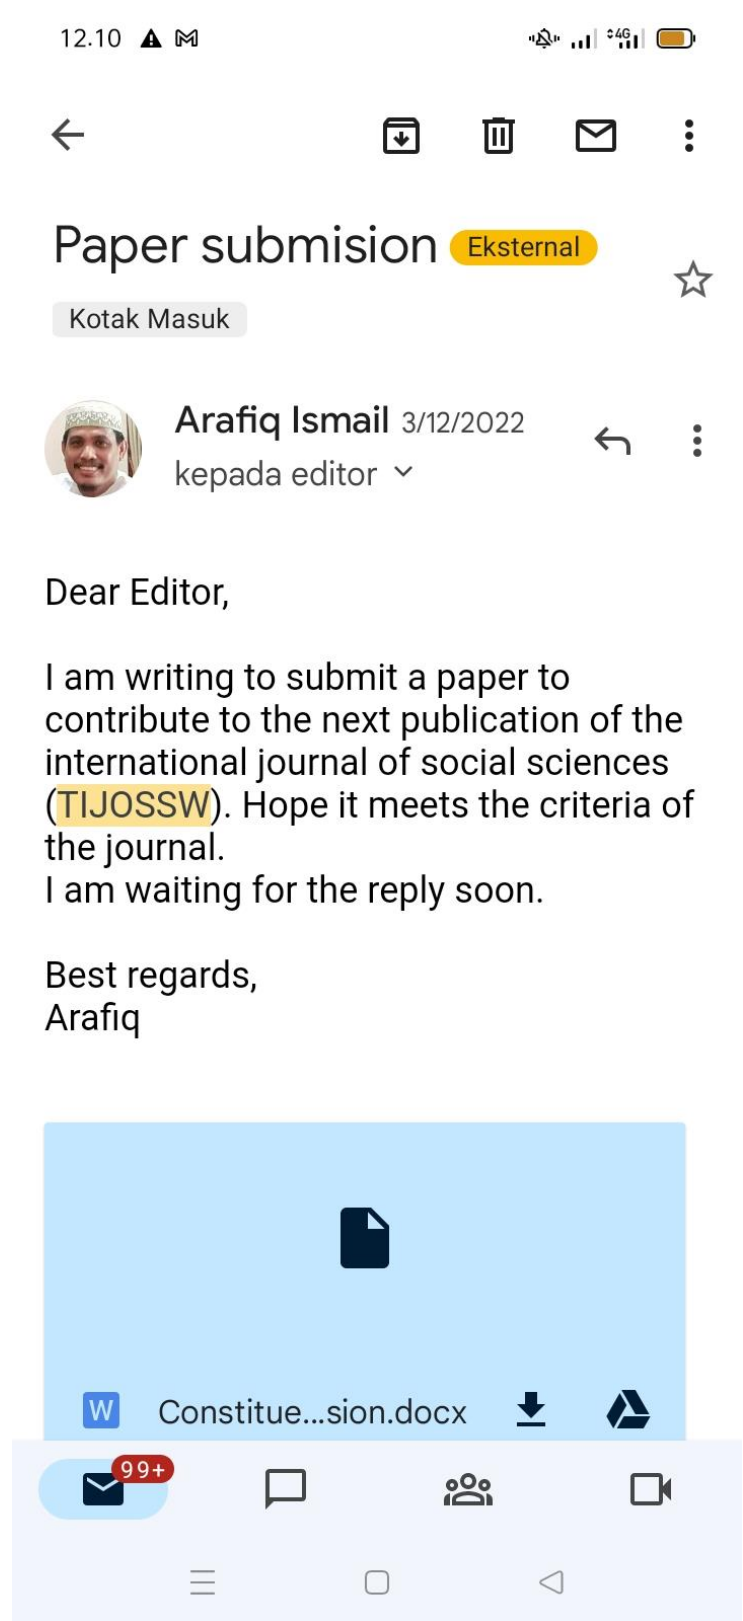 12.10
4G
Paper submision Eksternal
Kotak Masuk
Arafiq Ismail 3/12/2022
kepada editor
Dear Editor,
I am writing to submit a paper to
contribute to the next publication of the
international journal of social sciences
(TIJOSSW). Hope it meets the criteria of
the journal.
I am waiting for the reply soon.
Best regards,
Arafiq
W Constitue...sion.docx
99+